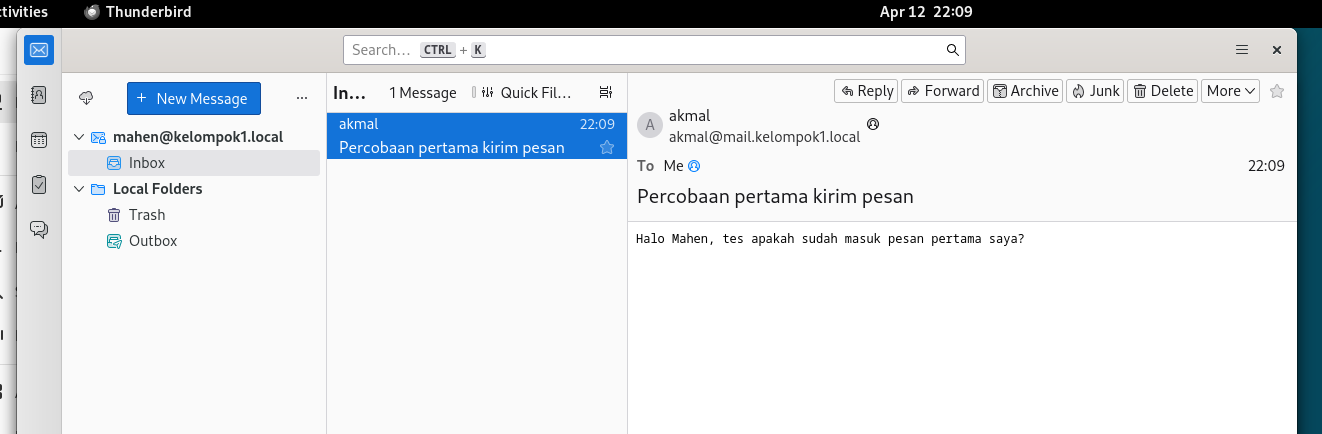 Thunderbird
Apr 12 22:09
Search... CTRL + K
New Message
mahen@kelompok1.local
Inbox
Local Folders
Trash
Outbox
In... 1 Message Quick Fil...
akmal 22:09
Percobaan pertama kirim pesan
Reply Forward Archive Junk Delete More
A
akmal
akmal@mail.kelompok1.local
To Me 22:09
Percobaan pertama kirim pesan
Halo Mahen, tes apakah sudah masuk pesan pertama saya?